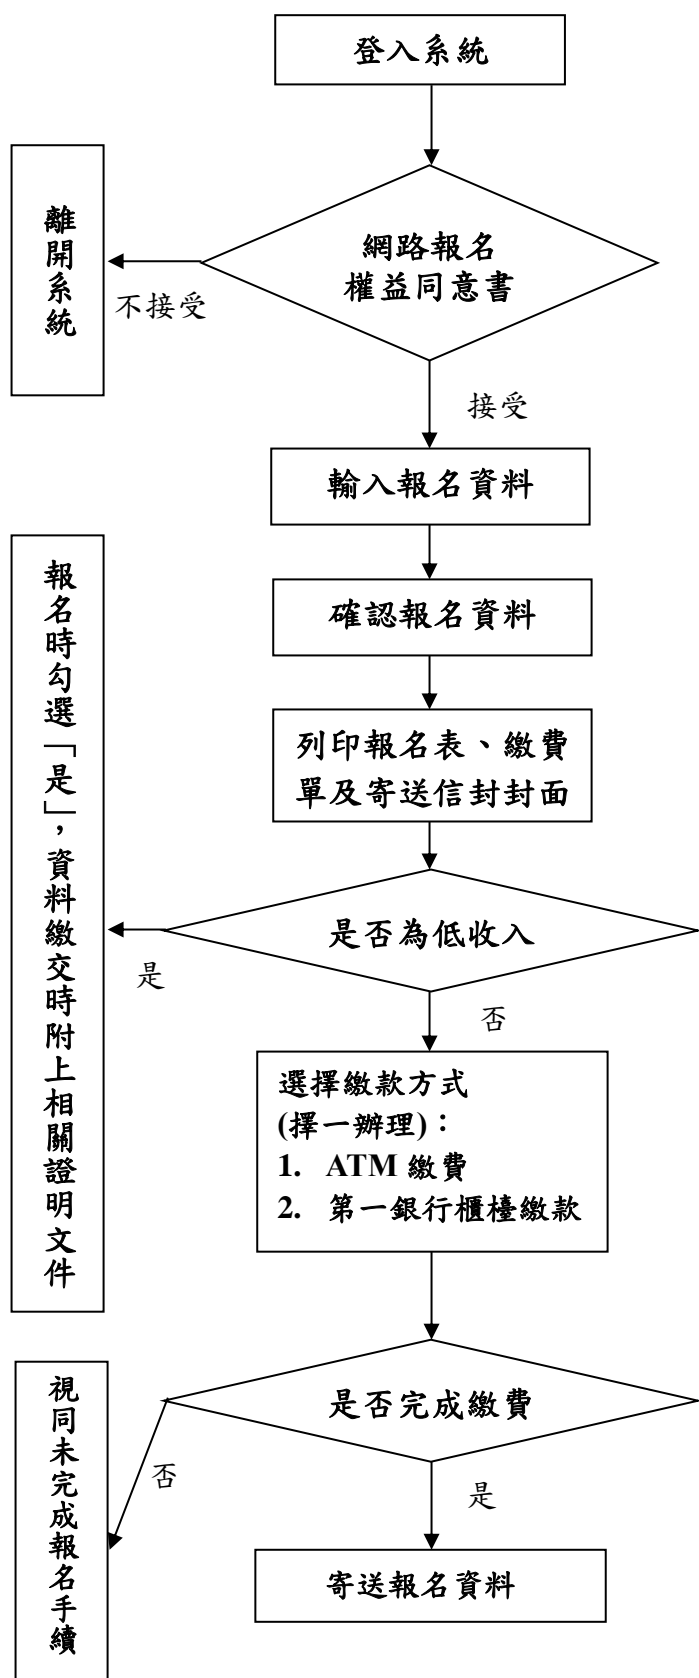 登入系統
網路報名
權益同意書
不接受
離開系統
接受
輸入報名資料
確認報名資料
列印報名表、繳費
單及寄送信封封面
是否為低收入
是
報名時勾選「是」，資料繳交時附上相關證明文件
否
選擇繳款方式
(擇一辦理)：
1. ATM 繳費
2. 第一銀行櫃檯繳款
是否完成繳費
否
視同未完成報名手續
是
寄送報名資料